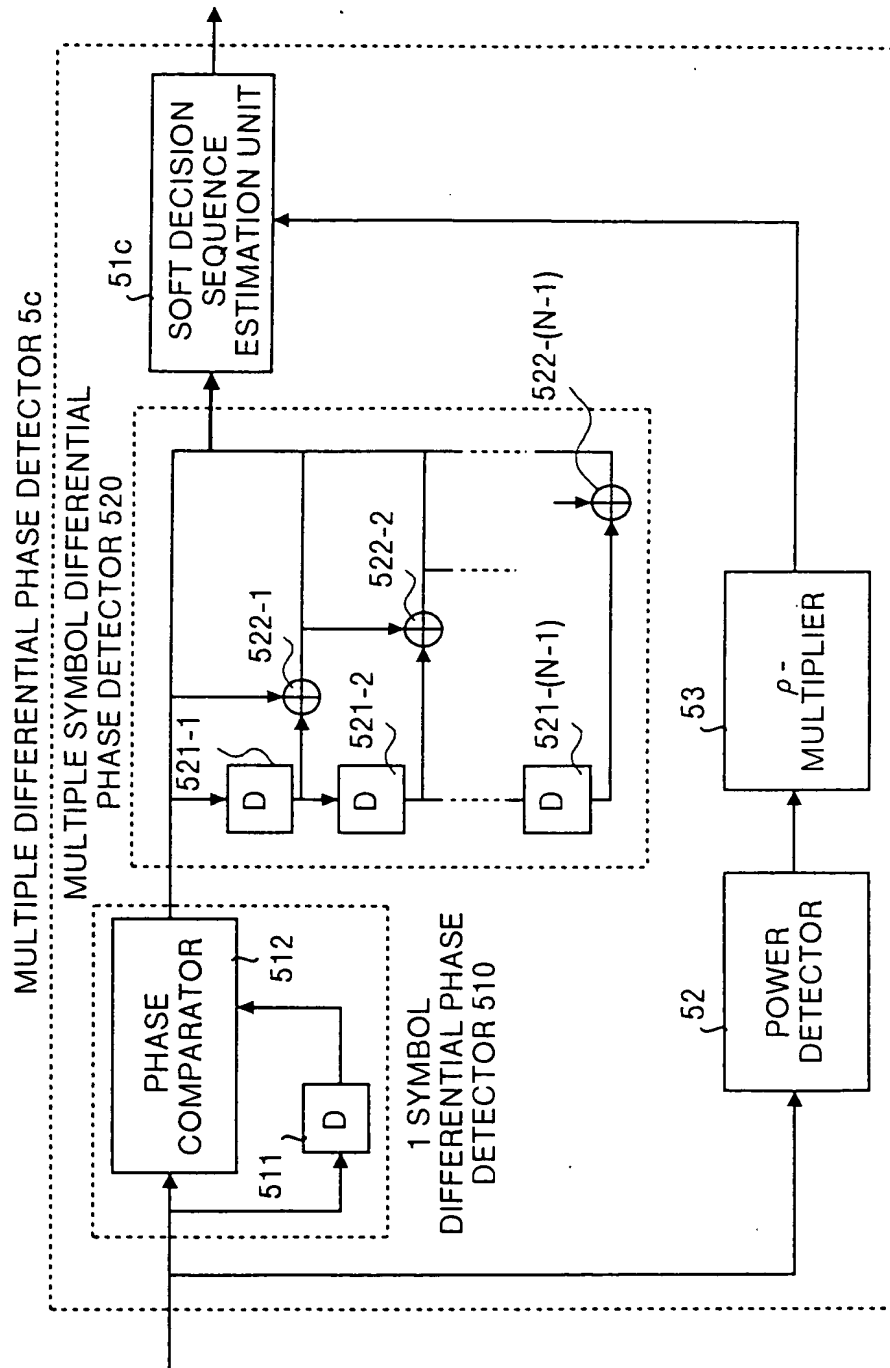 MULTIPLE DIFFERENTIAL PHASE DETECTOR 5c
MULTIPLE SYMBOL DIFFERENTIAL
PHASE DETECTOR 520
51c
SOFT DECISION
SEQUENCE
ESTIMATION UNIT
PHASE
COMPARATOR
512
511
D
1 SYMBOL
DIFFERENTIAL PHASE
DETECTOR 510
521-1
D
522-1
521-2
D
522-2
521-(N-1)
D
522-(N-1)
52
POWER
DETECTOR
53
ρ-
MULTIPLIER